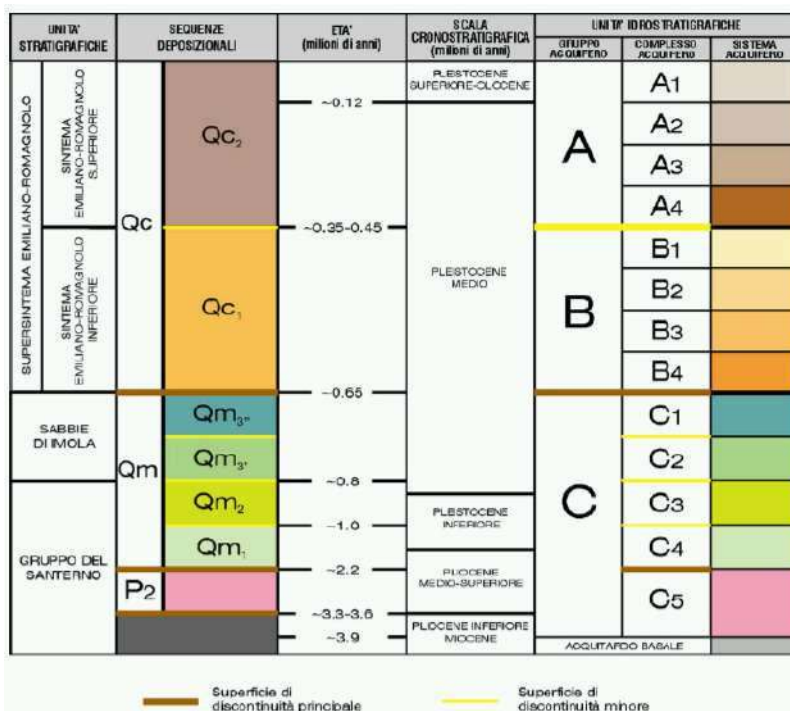 UNITA'
STRATIGRAFICHE
SEQUENZE
DEPOSIZIONALI
ETA'
(milioni di anni)
SCALA
CRONOSTRATIGRAFICA
(milioni di anni)
UNITA' IDROSTRATIGRAFICHE
GRUPPO
ACQUIFERO
COMPLESSO
ACQUIFERO
SISTEMA
ACQUIFERO
SUPERSINTEMA EMILIANO-ROMAGNOLO
SINTEMA
EMILIANO-ROMAGNOLO
SUPERIORE
SINTEMA
EMILIANO-ROMAGNOLO
INFERIORE
SABBIE
DI IMOLA
GRUPPO DEL
SANTERNO
Qc
Qm
P2
Qc2
Qc1
Qm3"
Qm3'
Qm2
Qm1
~0.12
~0.35-0.45
~0.65
~0.8
~1.0
~2.2
~3.3-3.6
~3.9
PLEISTOCENE
SUPERIORE-OLOCENE
PLEISTOCENE
MEDIO
PLEISTOCENE
INFERIORE
PLIOCENE
MEDIO-SUPERIORE
PLIOCENE INFERIORE
MIOCENE
A
B
C
A1
A2
A3
A4
B1
B2
B3
B4
C1
C2
C3
C4
C5
ACQUITARDO BASALE
Superficie di
discontinuità principale
Superficie di
discontinuità minore